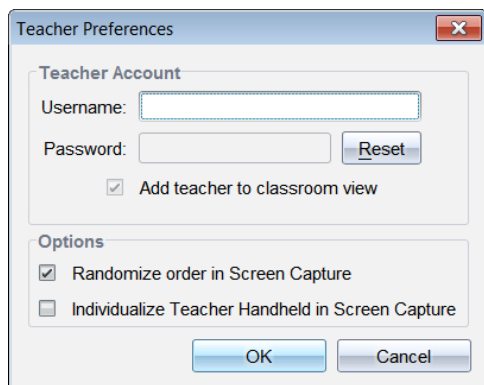 Teacher Preferences
Teacher Account
Username:
Password:
Reset
Add teacher to classroom view
Options
Randomize order in Screen Capture
Individualize Teacher Handheld in Screen Capture
OK
Cancel